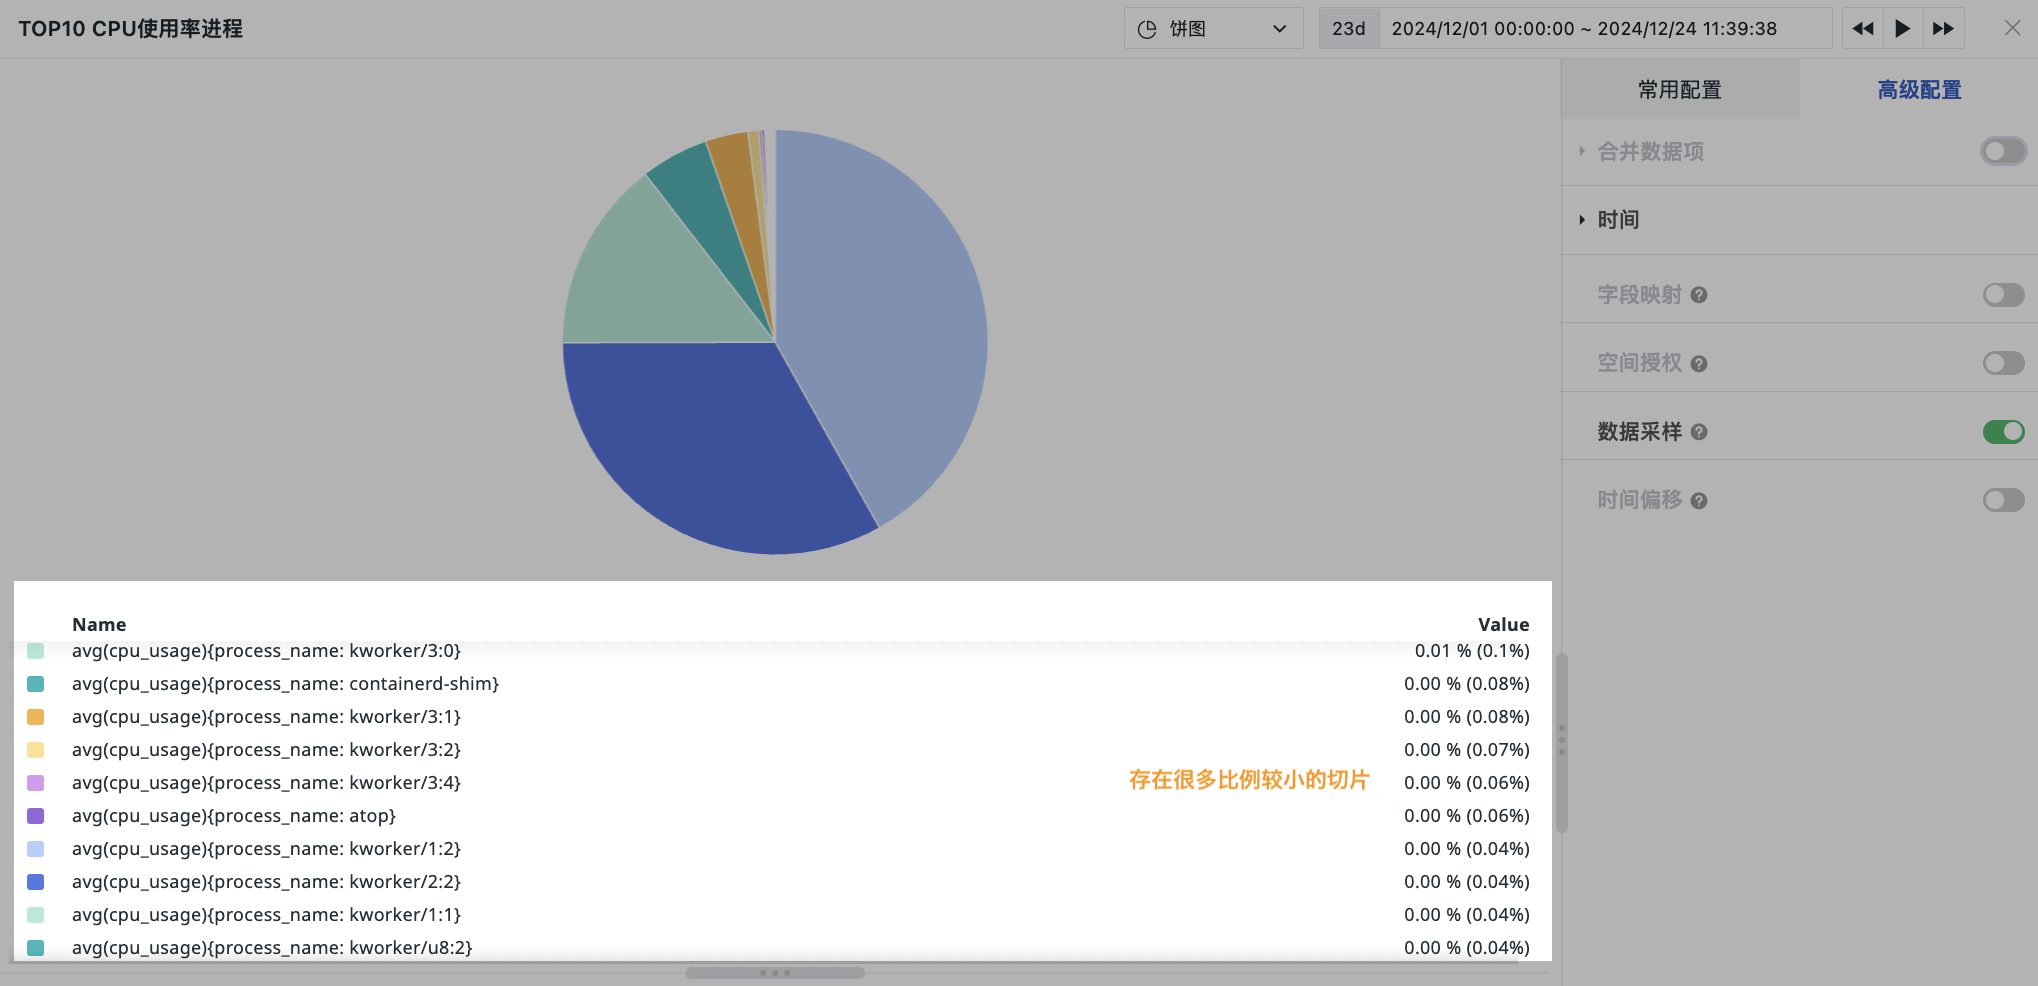 TOP10 CPU使用率进程
饼图
23d 2024/12/01 00:00:00 ~ 2024/12/24 11:39:38
常用配置
高级配置
合并数据项
时间
字段映射
空间授权
数据采样
时间偏移
Name Value
avg(cpu_usage){process_name: kworker/3:0} 0.01 % (0.1%)
avg(cpu_usage){process_name: containerd-shim} 0.00 % (0.08%)
avg(cpu_usage){process_name: kworker/3:1} 0.00 % (0.08%)
avg(cpu_usage){process_name: kworker/3:2} 0.00 % (0.07%)
avg(cpu_usage){process_name: kworker/3:4} 0.00 % (0.06%)
存在很多比例较小的切片
avg(cpu_usage){process_name: atop} 0.00 % (0.06%)
avg(cpu_usage){process_name: kworker/1:2} 0.00 % (0.04%)
avg(cpu_usage){process_name: kworker/2:2} 0.00 % (0.04%)
avg(cpu_usage){process_name: kworker/1:1} 0.00 % (0.04%)
avg(cpu_usage){process_name: kworker/u8:2} 0.00 % (0.04%)